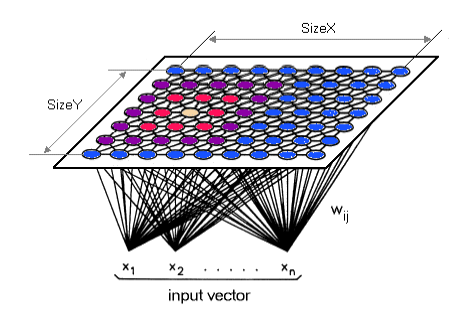 SizeX
SizeY
wij
x1 x2 . . . . . xn
input vector